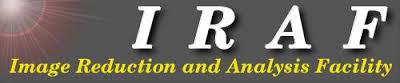 I R A F
Image Reduction and Analysis Facility